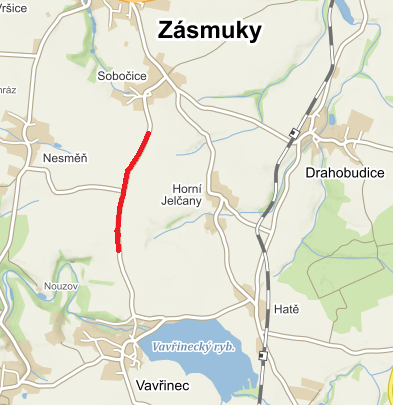 Vršice
Zásmuky
Sobočice
Nesměň
Drahobudice
Horní
Jelčany
Nouzov
Hatě
Vavřinecký ryb.
Vavřinec